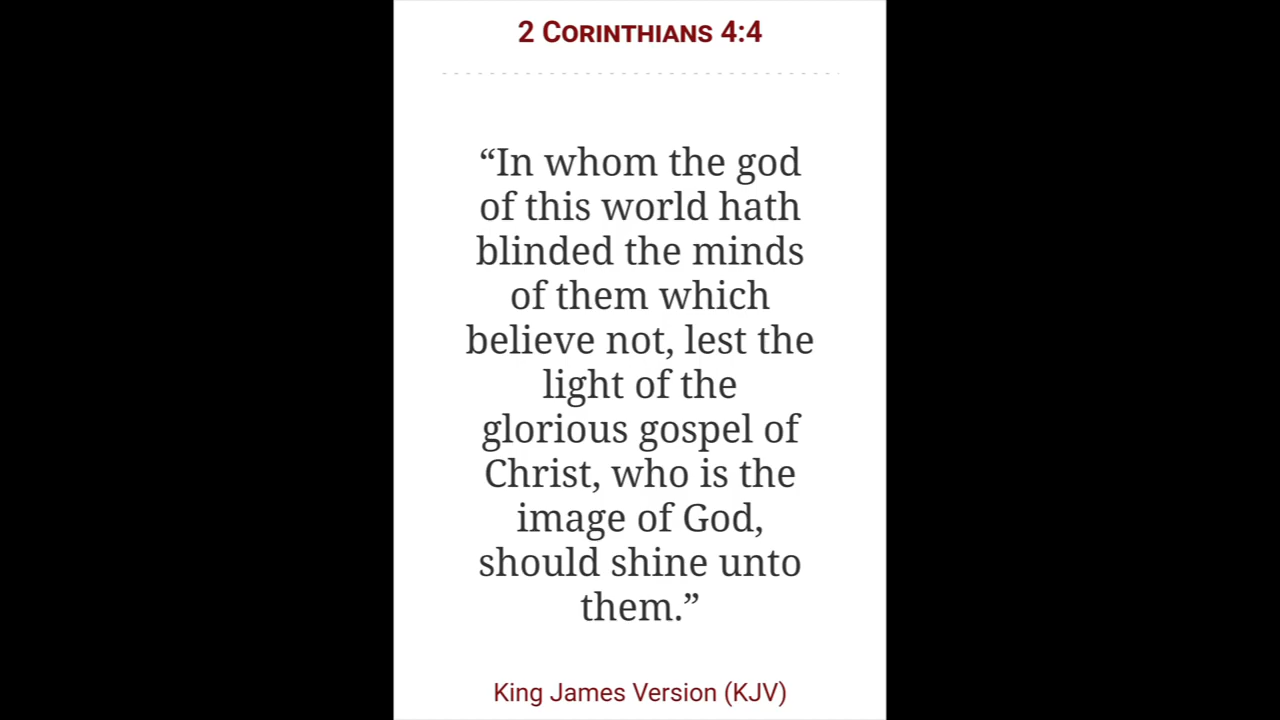 2 Corinthians 4:4
“In whom the god
of this world hath
blinded the minds
of them which
believe not, lest the
light of the
glorious gospel of
Christ, who is the
image of God,
should shine unto
them.”
King James Version (KJV)